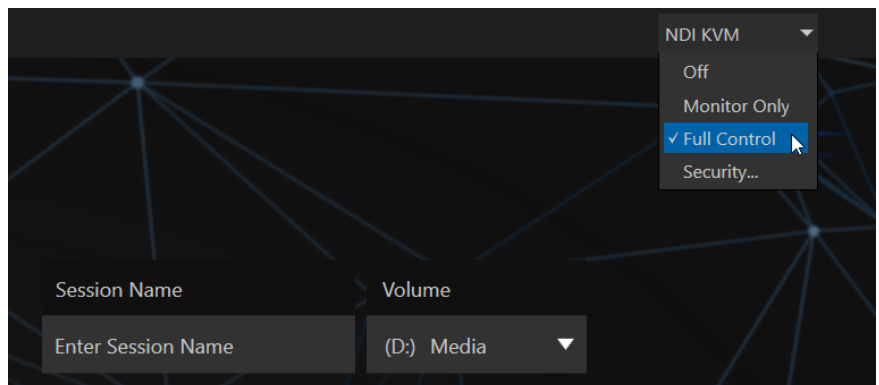 NDI KVM
Off
Monitor Only
✓ Full Control
Security...
Session Name
Volume
Enter Session Name
(D:) Media